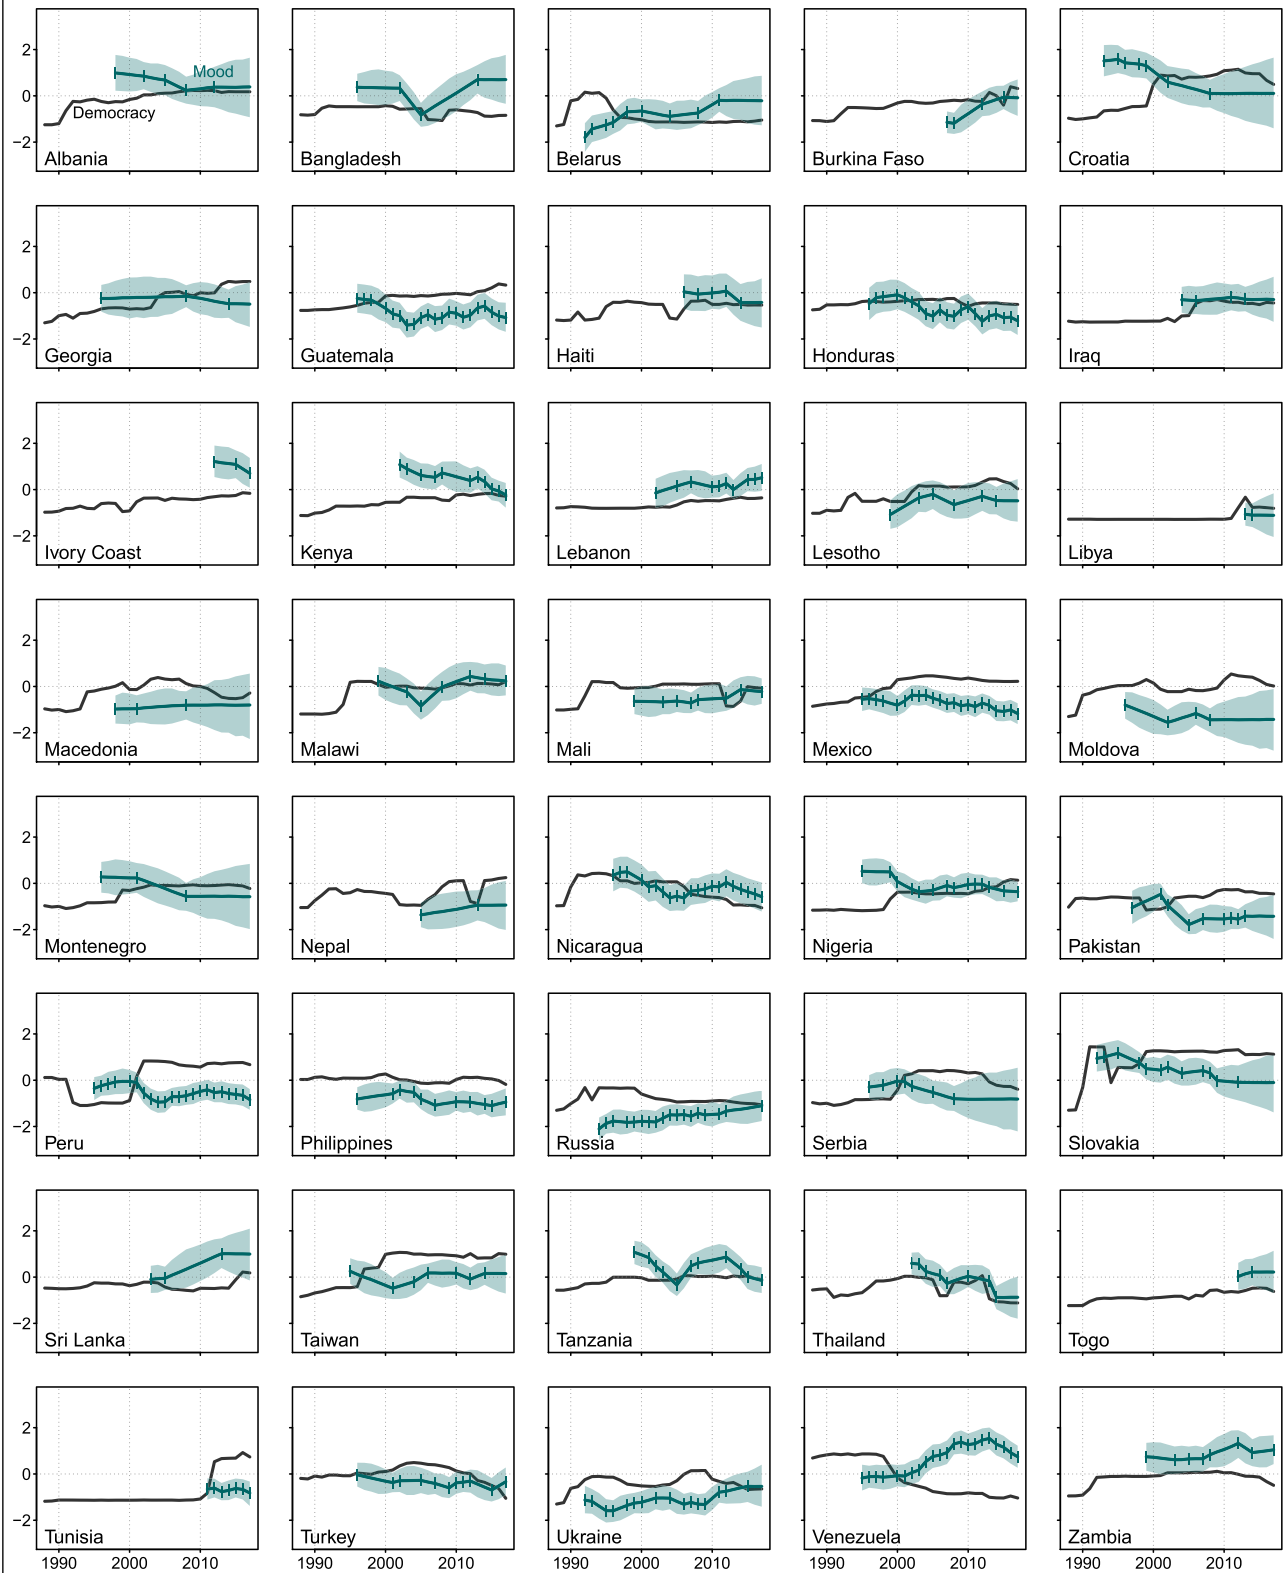 2
0
−2
Mood
Democracy
Albania
Bangladesh
Belarus
Burkina Faso
Croatia
2
0
−2
Georgia
Guatemala
Haiti
Honduras
Iraq
2
0
−2
Ivory Coast
Kenya
Lebanon
Lesotho
Libya
2
0
−2
Macedonia
Malawi
Mali
Mexico
Moldova
2
0
−2
Montenegro
Nepal
Nicaragua
Nigeria
Pakistan
2
0
−2
Peru
Philippines
Russia
Serbia
Slovakia
2
0
−2
Sri Lanka
Taiwan
Tanzania
Thailand
Togo
2
0
−2
Tunisia
Turkey
Ukraine
Venezuela
Zambia
1990 2000 2010 1990 2000 2010 1990 2000 2010 1990 2000 2010 1990 2000 2010